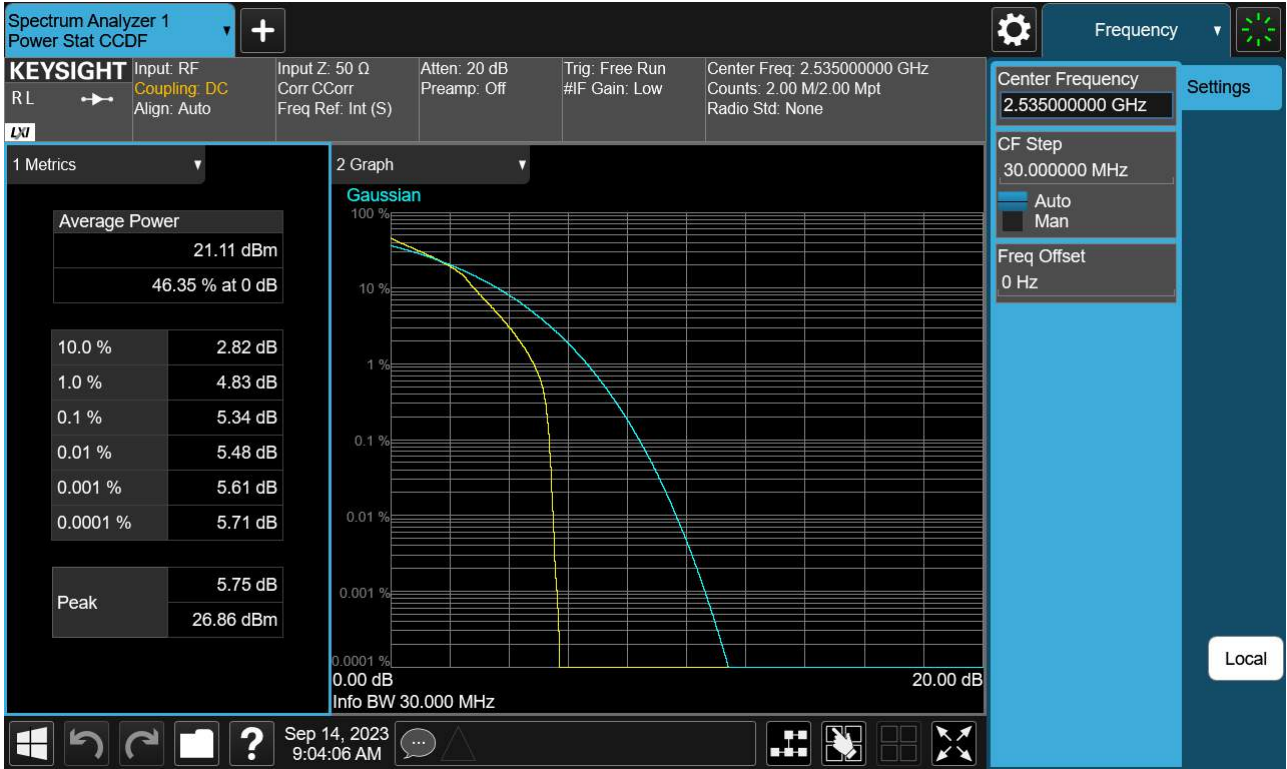 Spectrum Analyzer 1
Power Stat CCDF
+
Frequency
KEYSIGHT
R L
LXI
Input: RF
Coupling: DC
Align: Auto
Input Z: 50 Ω
Corr CCorr
Freq Ref: Int (S)
Atten: 20 dB
Preamp: Off
Trig: Free Run
#IF Gain: Low
Center Freq: 2.535000000 GHz
Counts: 2.00 M/2.00 Mpt
Radio Std: None
Center Frequency
2.535000000 GHz
Settings
CF Step
30.000000 MHz
Auto
Man
Freq Offset
0 Hz
Local
1 Metrics
Average Power
21.11 dBm
46.35 % at 0 dB
10.0 % 2.82 dB
1.0 % 4.83 dB
0.1 % 5.34 dB
0.01 % 5.48 dB
0.001 % 5.61 dB
0.0001 % 5.71 dB
Peak
5.75 dB
26.86 dBm
2 Graph
Gaussian
100 %
10 %
1 %
0.1 %
0.01 %
0.001 %
0.0001 %
0.00 dB 20.00 dB
Info BW 30.000 MHz
?
Sep 14, 2023
9:04:06 AM